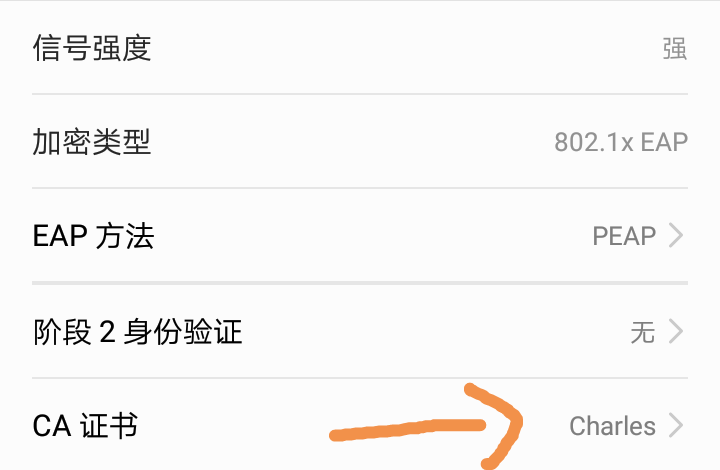 信号强度 强
加密类型 802.1x EAP
EAP 方法 PEAP
阶段 2 身份验证 无
CA 证书 Charles